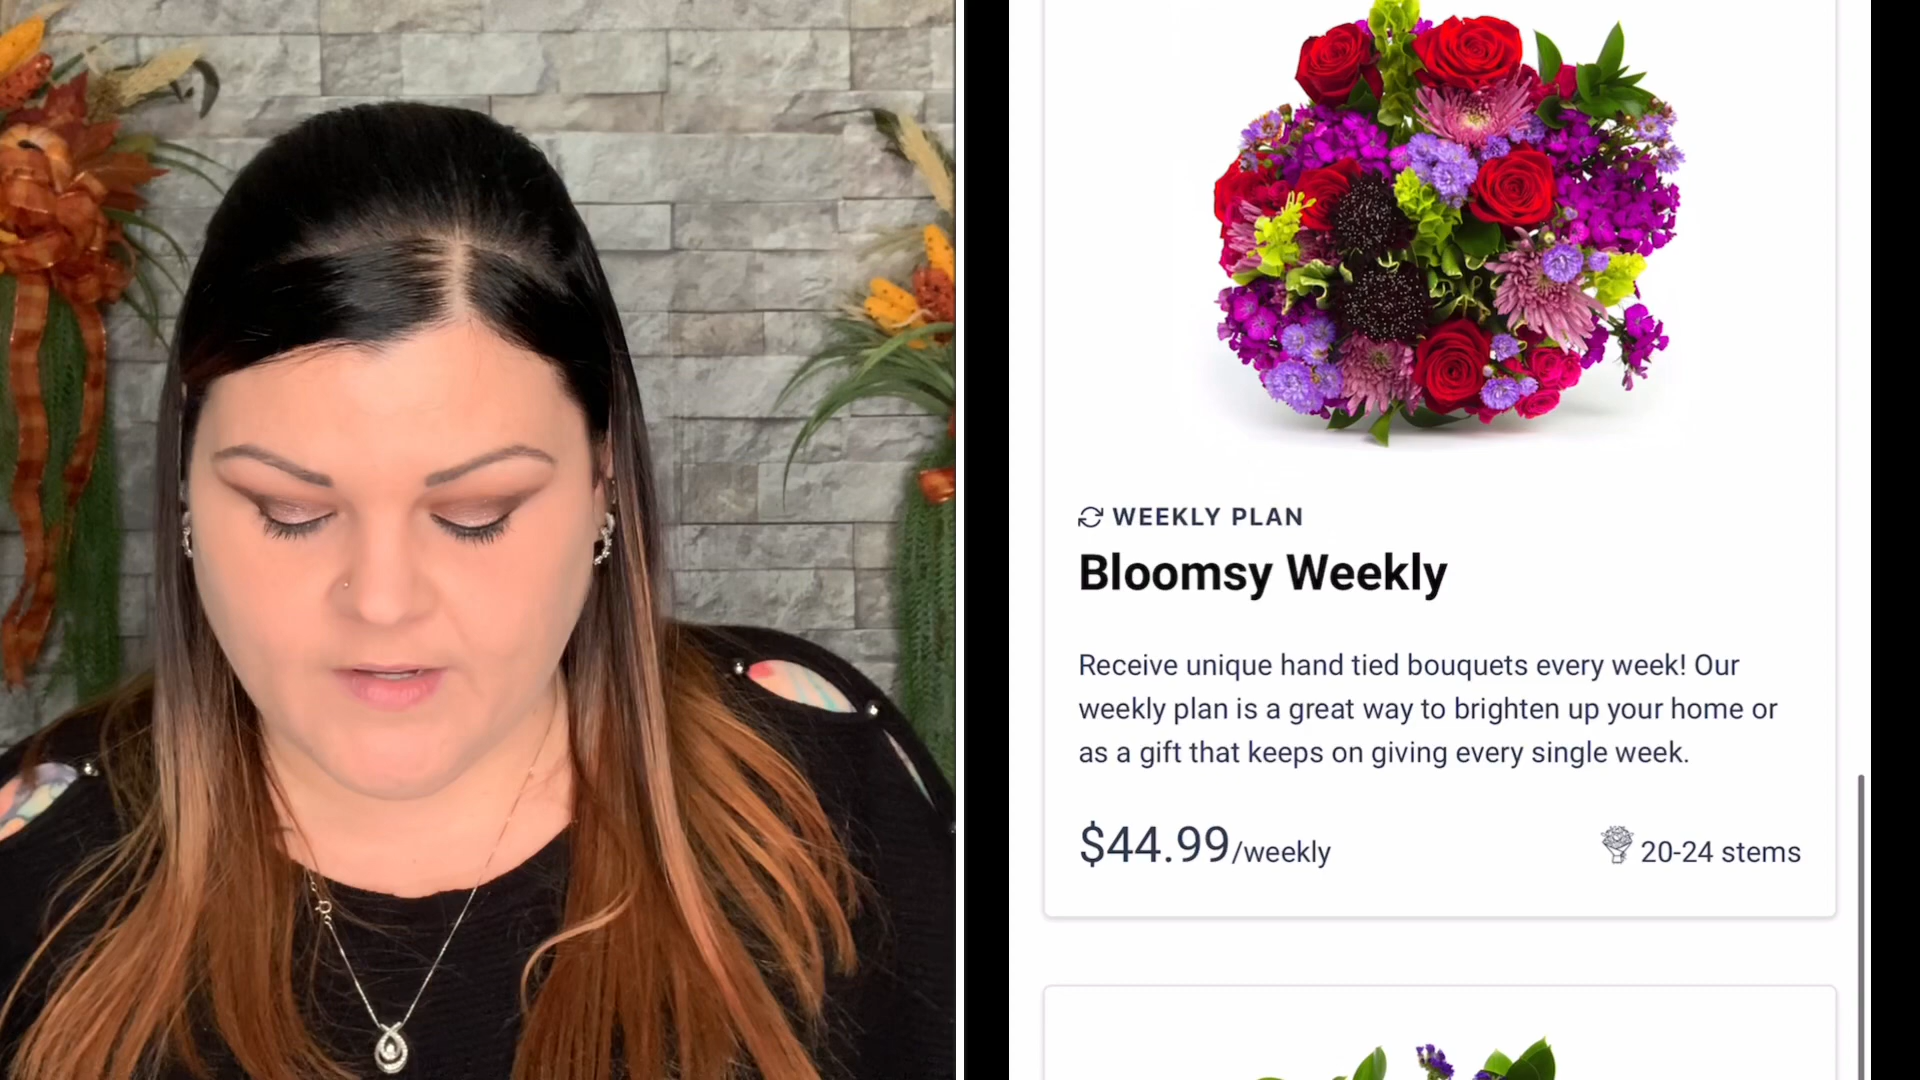 WEEKLY PLAN
Bloomsy Weekly
Receive unique hand tied bouquets every week! Our
weekly plan is a great way to brighten up your home or
as a gift that keeps on giving every single week.
$44.99/weekly
20-24 stems